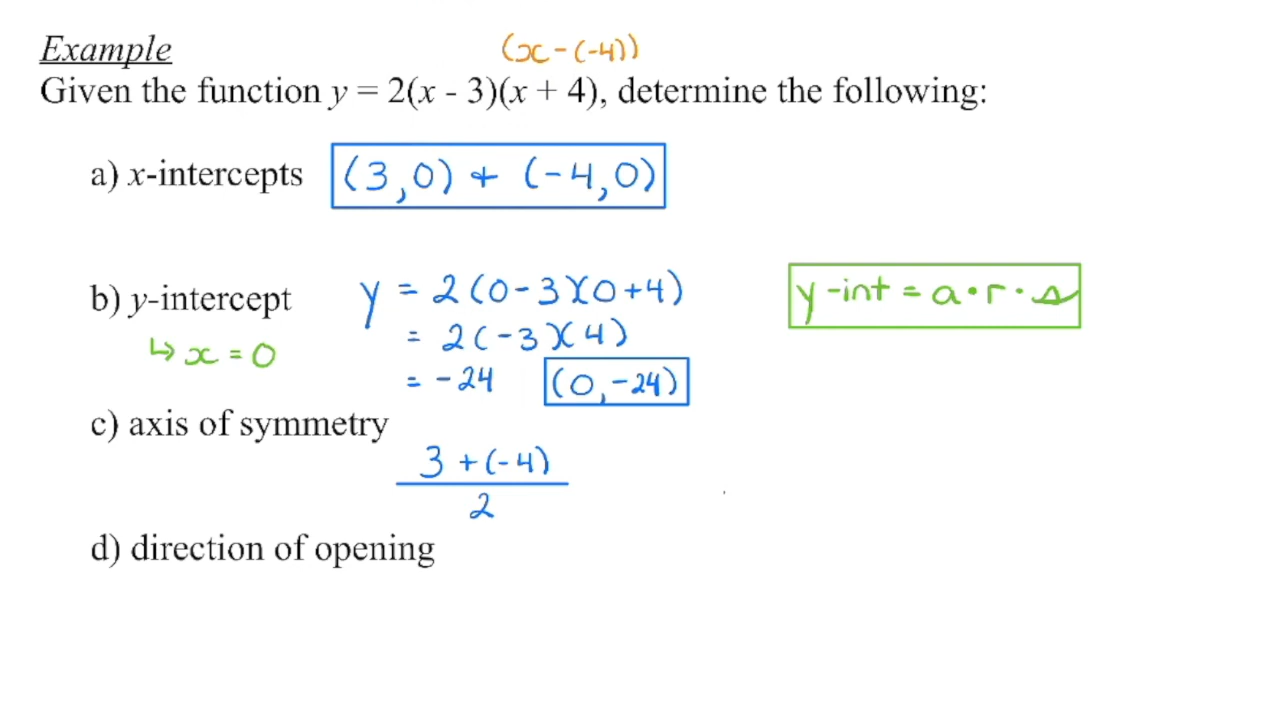 Example
(x - (-4))
Given the function y = 2(x - 3)(x + 4), determine the following:
a) x-intercepts (3,0) + (-4,0)
b) y-intercept y = 2(0-3)(0+4) y-int = a•r•s
↳ x = 0 = 2(-3)(4)
= -24 (0,-24)
c) axis of symmetry
3 + (-4)
2
d) direction of opening